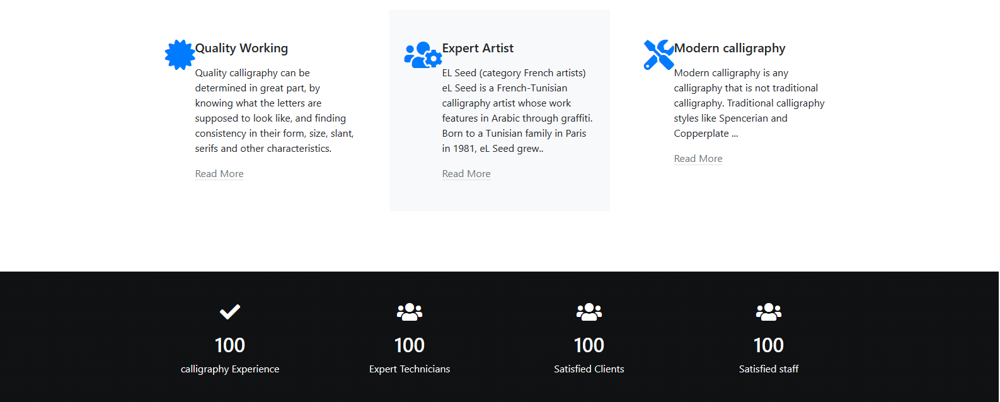 Quality Working
Quality calligraphy can be
determined in great part, by
knowing what the letters are
supposed to look like, and finding
consistency in their form, size, slant,
serifs and other characteristics.
Read More
Expert Artist
EL Seed (category French artists)
eL Seed is a French-Tunisian
calligraphy artist whose work
features in Arabic through graffiti.
Born to a Tunisian family in Paris
in 1981, eL Seed grew..
Read More
Modern calligraphy
Modern calligraphy is any
calligraphy that is not traditional
calligraphy. Traditional calligraphy
styles like Spencerian and
Copperplate ...
Read More
100
calligraphy Experience
100
Expert Technicians
100
Satisfied Clients
100
Satisfied staff